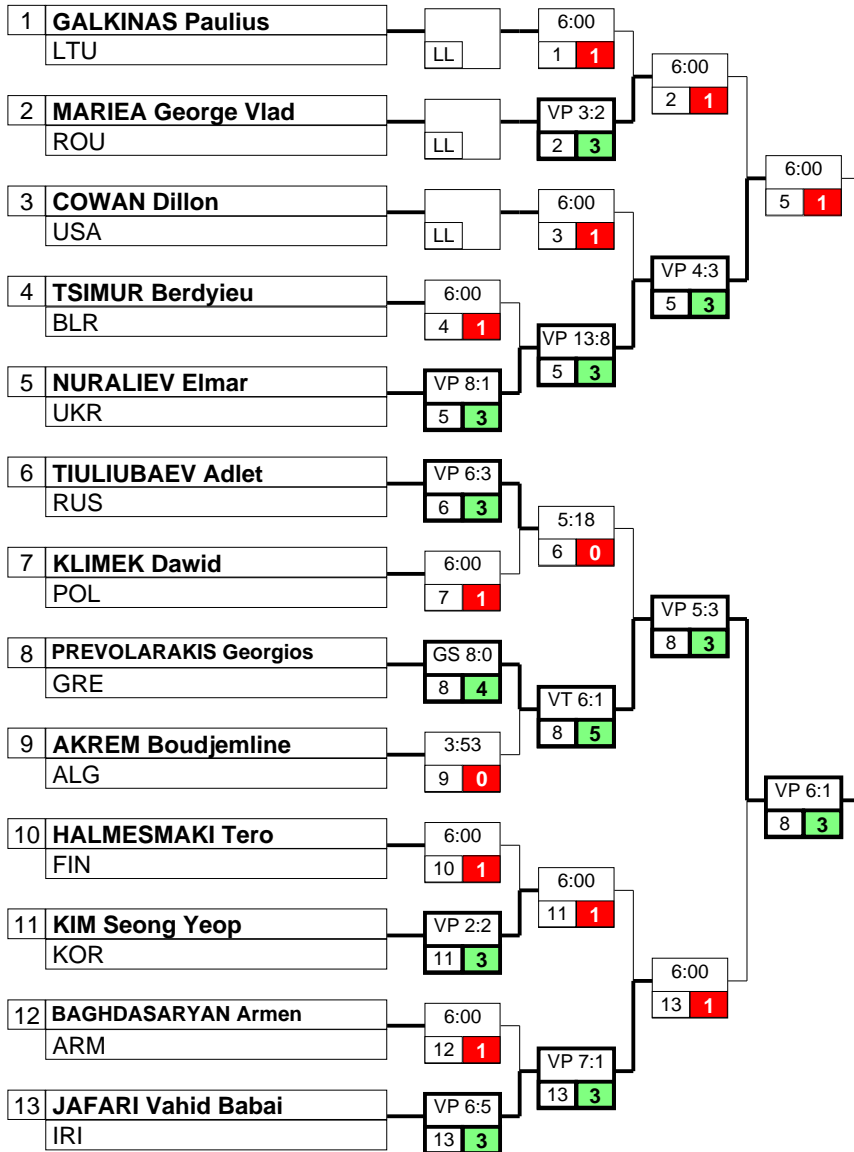 1 GALKINAS Paulius
LTU
LL
6:00
1 1
6:00
2 1
2 MARIEA George Vlad
ROU
LL
VP 3:2
2 3
6:00
5 1
3 COWAN Dillon
USA
LL
6:00
3 1
VP 4:3
5 3
4 TSIMUR Berdyieu
BLR
6:00
4 1
VP 13:8
5 3
5 NURALIEV Elmar
UKR
VP 8:1
5 3
6 TIULIUBAEV Adlet
RUS
VP 6:3
6 3
5:18
6 0
7 KLIMEK Dawid
POL
6:00
7 1
VP 5:3
8 3
8 PREVOLARAKIS Georgios
GRE
GS 8:0
8 4
VT 6:1
8 5
9 AKREM Boudjemline
ALG
3:53
9 0
VP 6:1
8 3
10 HALMESMAKI Tero
FIN
6:00
10 1
6:00
11 1
11 KIM Seong Yeop
KOR
VP 2:2
11 3
6:00
13 1
12 BAGHDASARYAN Armen
ARM
6:00
12 1
VP 7:1
13 3
13 JAFARI Vahid Babai
IRI
VP 6:5
13 3